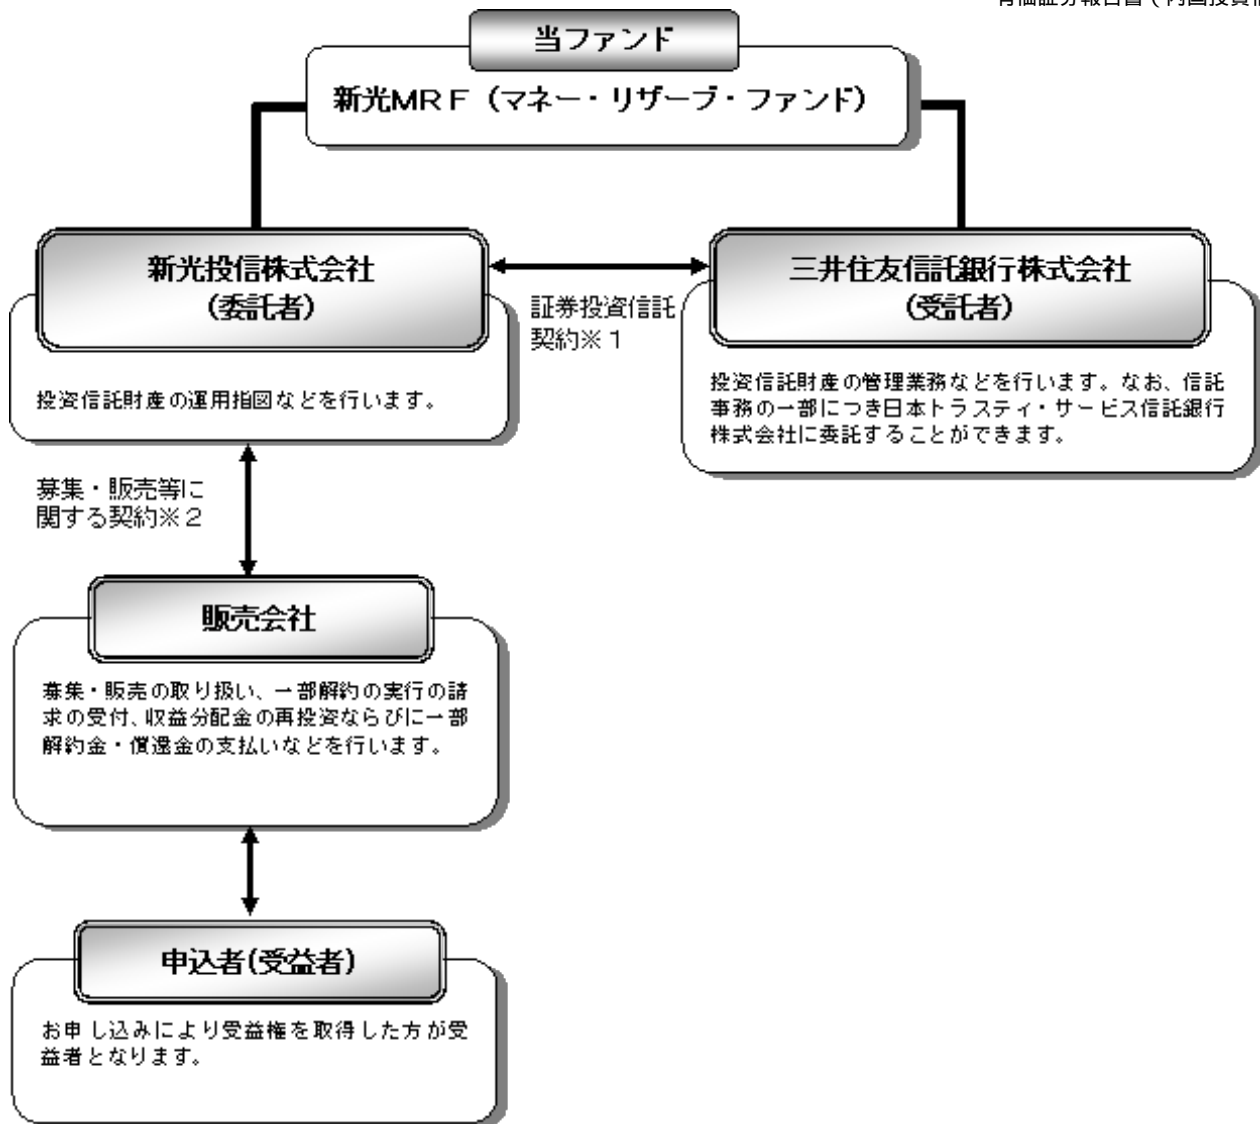 当ファンド
新光MRF（マネー・リザーブ・ファンド）
新光投信株式会社
(委託者)
三井住友信託銀行株式会社
(受託者)
証券投資信託
契約※1
投資信託財産の運用指図などを行います。
投資信託財産の管理業務などを行います。なお、信託
事務の一部につき日本トラスティ・サービス信託銀行
株式会社に委託することができます。
募集・販売等に
関する契約※2
販売会社
募集・販売の取り扱い、一部解約の実行の請
求の受付、収益分配金の再投資ならびに一部
解約金・償還金の支払いなどを行います。
申込者(受益者)
お申し込みにより受益権を取得した方が受
益者となります。